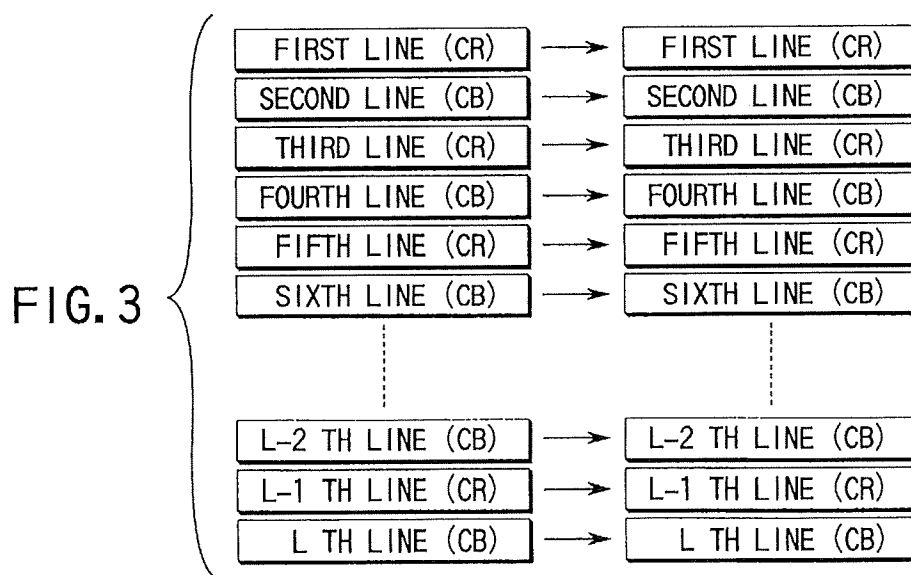 FIRST LINE (CR) FIRST LINE (CR)
SECOND LINE (CB) SECOND LINE (CB)
THIRD LINE (CR) THIRD LINE (CR)
FOURTH LINE (CB) FOURTH LINE (CB)
FIFTH LINE (CR) FIFTH LINE (CR)
SIXTH LINE (CB) SIXTH LINE (CB)
FIG. 3
L-2 TH LINE (CB) L-2 TH LINE (CB)
L-1 TH LINE (CR) L-1 TH LINE (CR)
L TH LINE (CB) L TH LINE (CB)